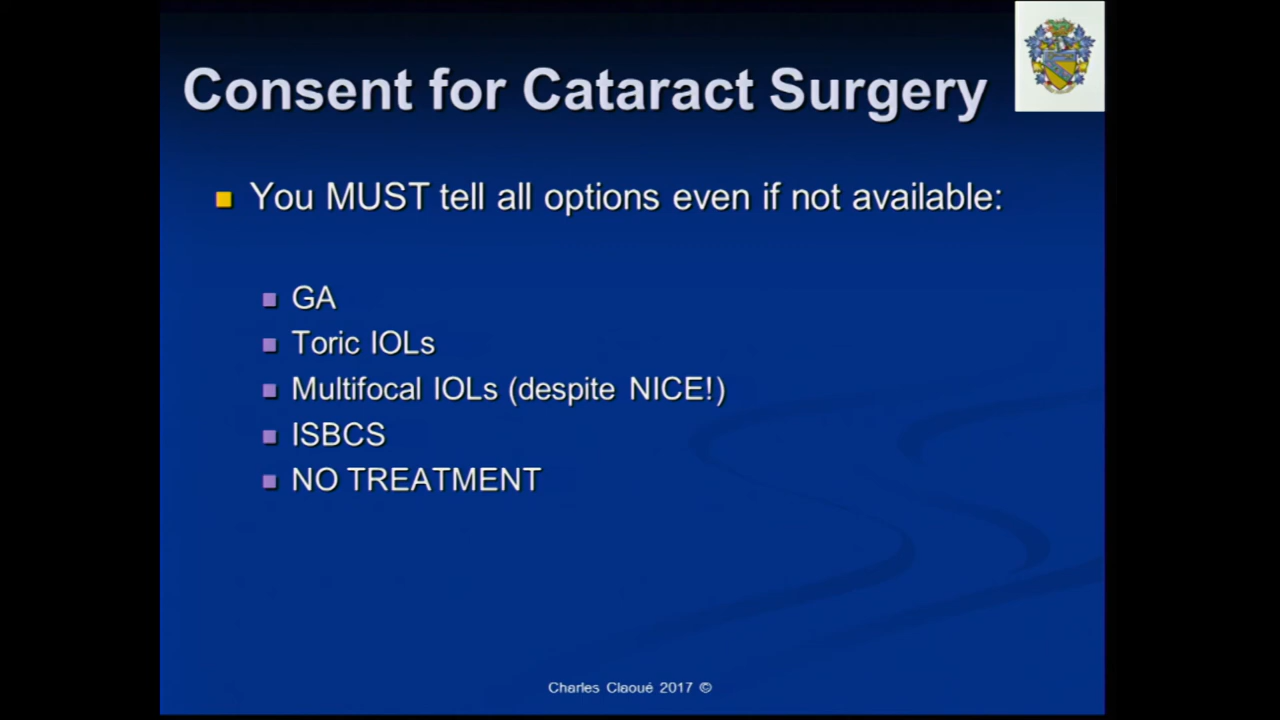 Consent for Cataract Surgery
You MUST tell all options even if not available:
GA
Toric IOLs
Multifocal IOLs (despite NICE!)
ISBCS
NO TREATMENT
Charles Claoué 2017 ©